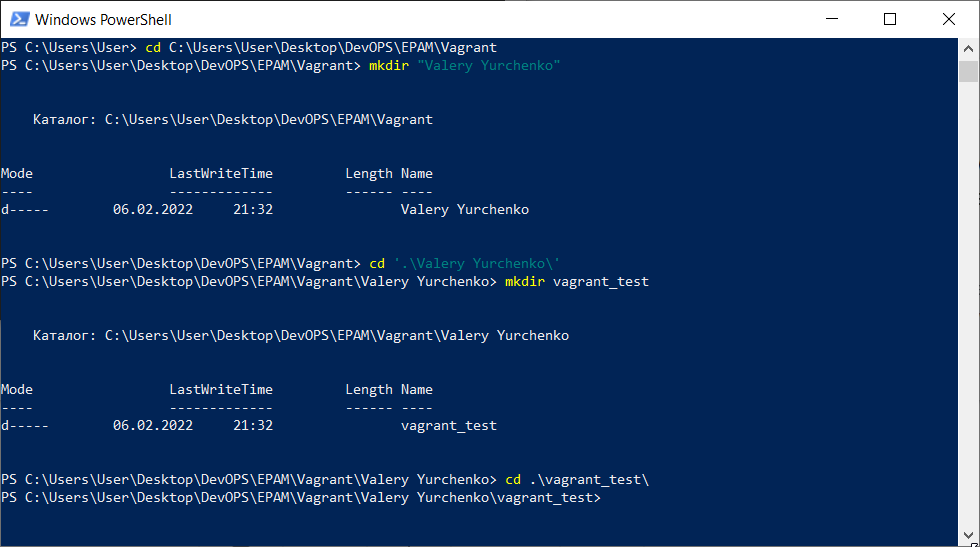 Windows PowerShell
PS C:\Users\User> cd C:\Users\User\Desktop\DevOPS\EPAM\Vagrant
PS C:\Users\User\Desktop\DevOPS\EPAM\Vagrant> mkdir "Valery Yurchenko"
Каталог: C:\Users\User\Desktop\DevOPS\EPAM\Vagrant
Mode                LastWriteTime         Length Name
----                -------------         ------ ----
d-----        06.02.2022     21:32                Valery Yurchenko
PS C:\Users\User\Desktop\DevOPS\EPAM\Vagrant> cd '.\Valery Yurchenko\'
PS C:\Users\User\Desktop\DevOPS\EPAM\Vagrant\Valery Yurchenko> mkdir vagrant_test
Каталог: C:\Users\User\Desktop\DevOPS\EPAM\Vagrant\Valery Yurchenko
Mode                LastWriteTime         Length Name
----                -------------         ------ ----
d-----        06.02.2022     21:32                vagrant_test
PS C:\Users\User\Desktop\DevOPS\EPAM\Vagrant\Valery Yurchenko> cd .\vagrant_test\
PS C:\Users\User\Desktop\DevOPS\EPAM\Vagrant\Valery Yurchenko\vagrant_test>